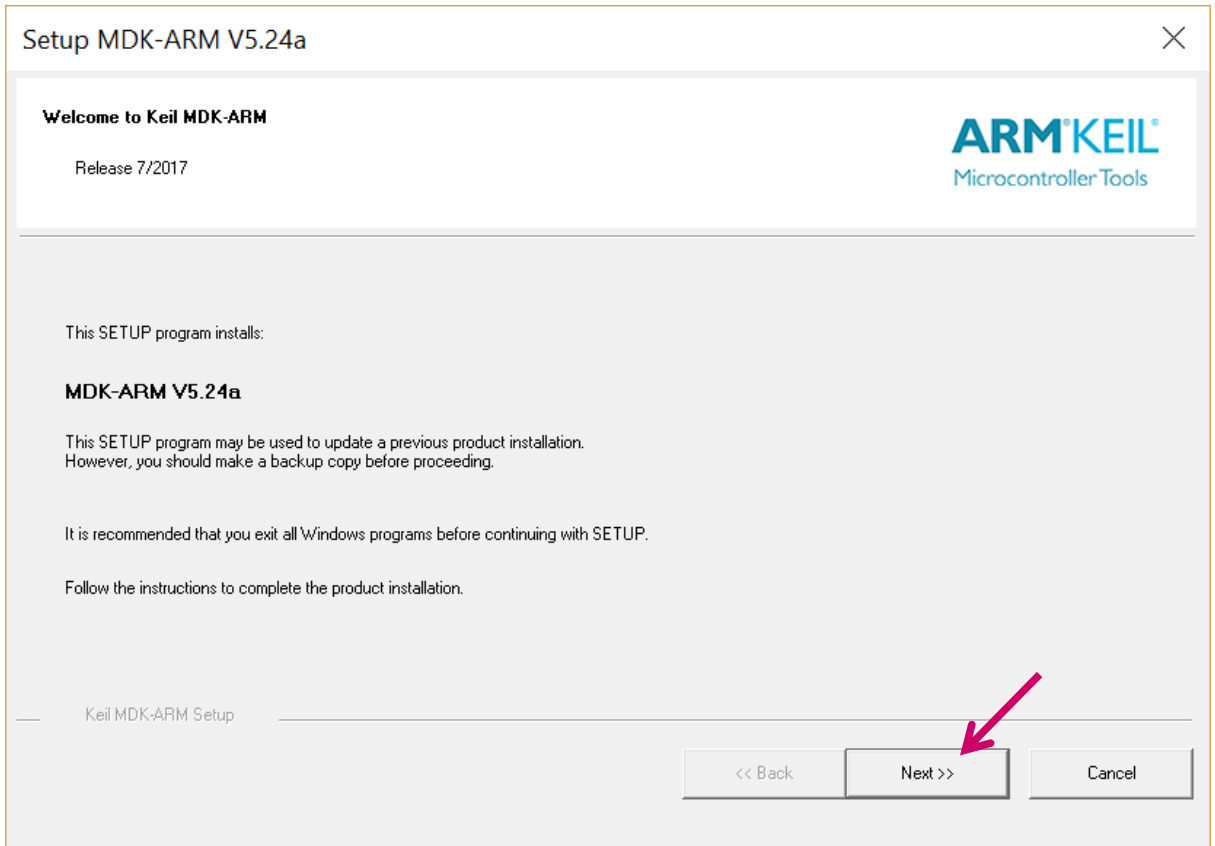 Setup MDK-ARM V5.24a
Welcome to Keil MDK-ARM
Release 7/2017
ARM®KEIL®
Microcontroller Tools
This SETUP program installs:
MDK-ARM V5.24a
This SETUP program may be used to update a previous product installation.
However, you should make a backup copy before proceeding.
It is recommended that you exit all Windows programs before continuing with SETUP.
Follow the instructions to complete the product installation.
Keil MDK-ARM Setup
<< Back
Next >>
Cancel